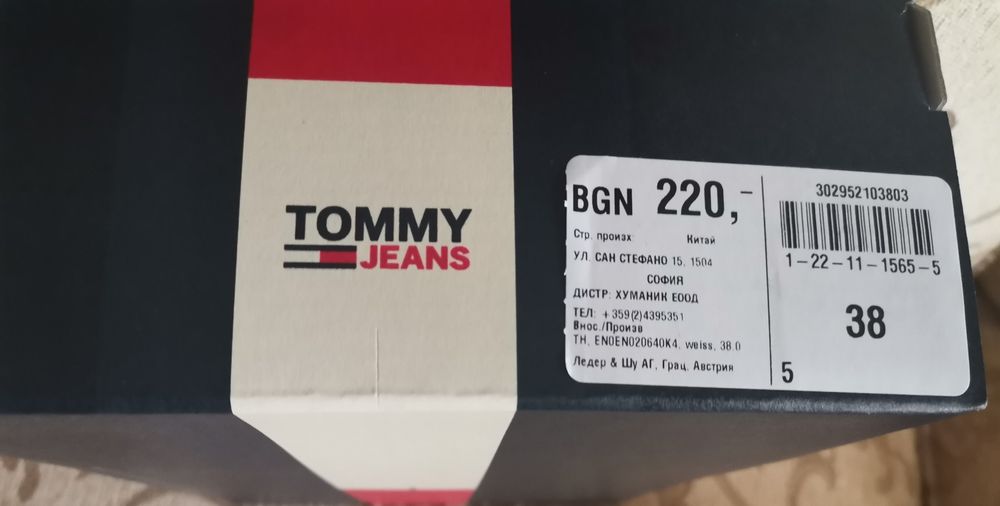 TOMMY
JEANS
BGN 220,-
Стр. произх. Китай
УЛ. САН СТЕФАНО 15, 1504
СОФИЯ
ДИСТР: ХУМАНИК ЕООД
ТЕЛ: +359(2)4395351
Внос./Произв
TH, EN0EN020640K4, weiss, 38.0
Ледер & Шу АГ, Грац, Австрия
302952103803
1-22-11-1565-5
38
5